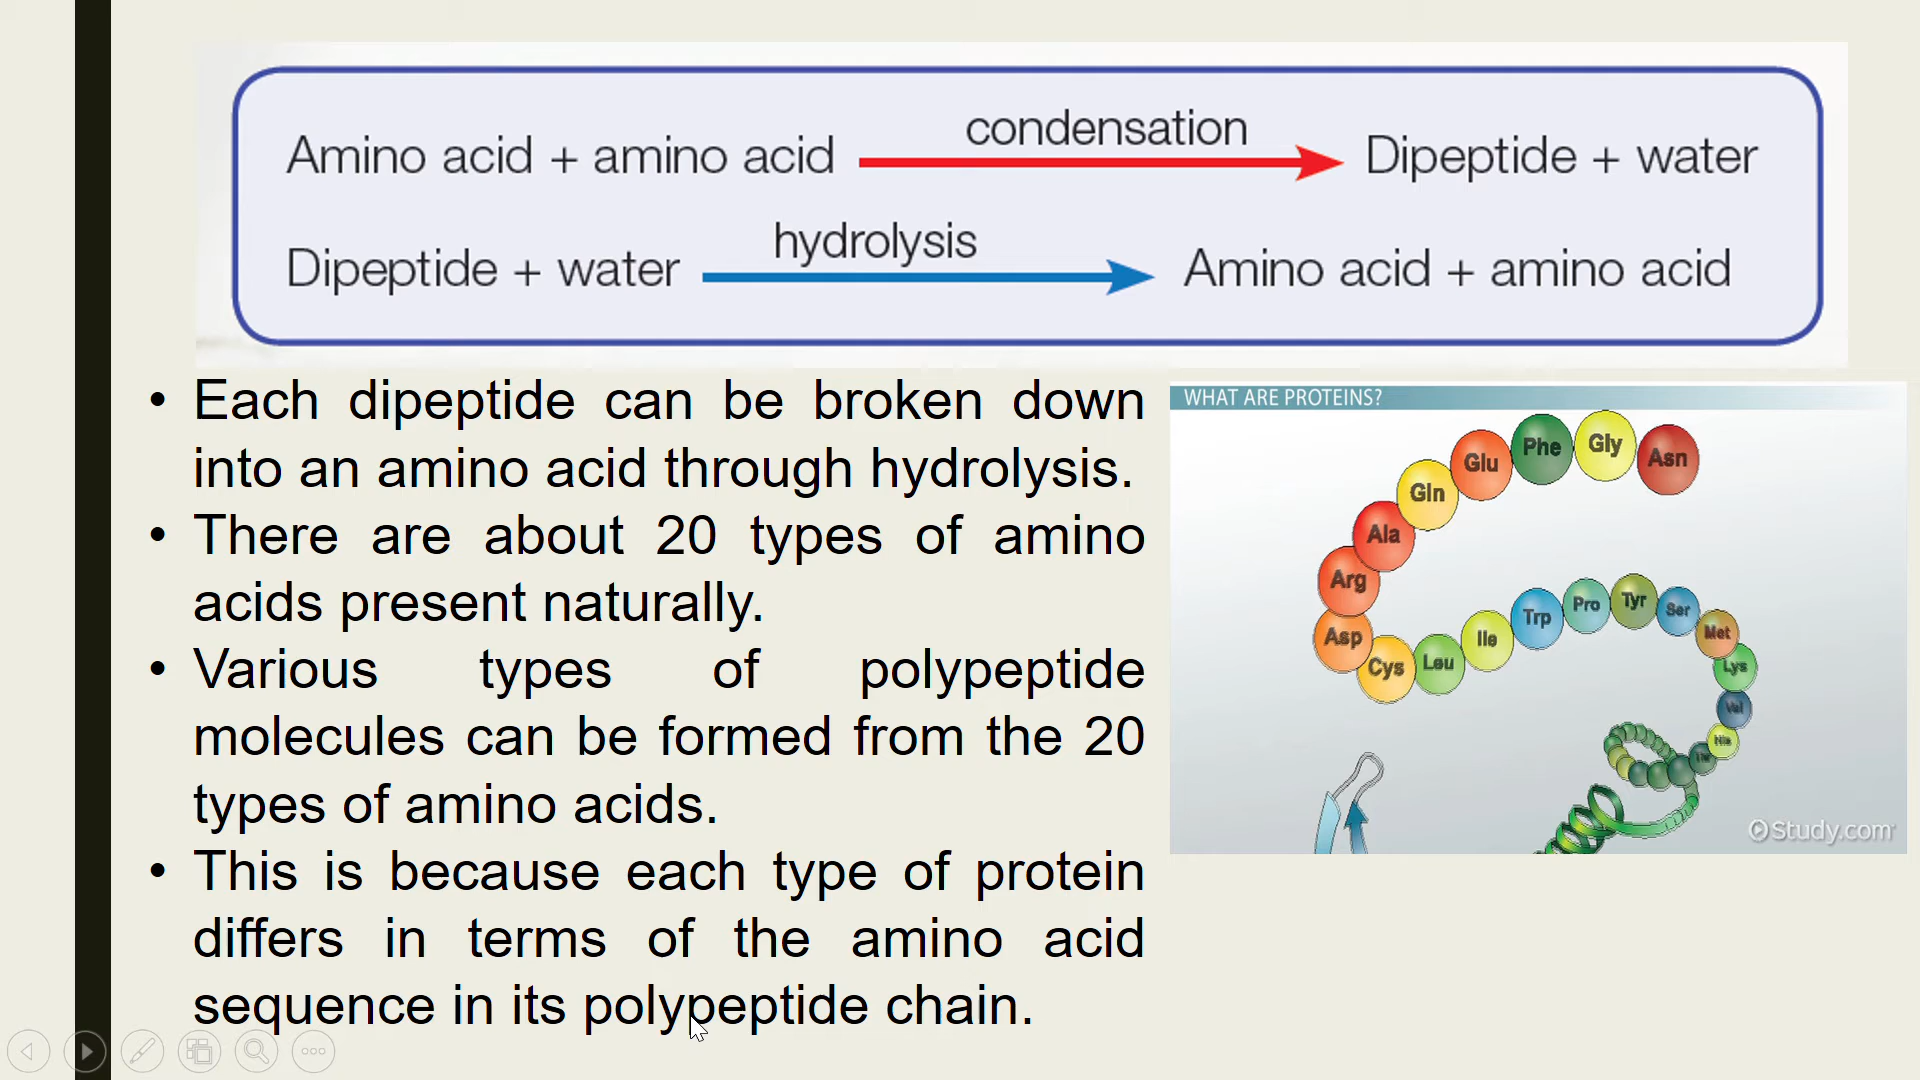 Amino acid + amino acid condensation Dipeptide + water
Dipeptide + water hydrolysis Amino acid + amino acid
• Each dipeptide can be broken down
into an amino acid through hydrolysis.
• There are about 20 types of amino
acids present naturally.
• Various types of polypeptide
molecules can be formed from the 20
types of amino acids.
• This is because each type of protein
differs in terms of the amino acid
sequence in its polypeptide chain.
WHAT ARE PROTEINS?
Asn
Gly
Phe
Glu
Gln
Ala
Arg
Asp
Cys
Leu
Ile
Trp
Pro
Tyr
Ser
Met
Lys
Val
His
Study.com